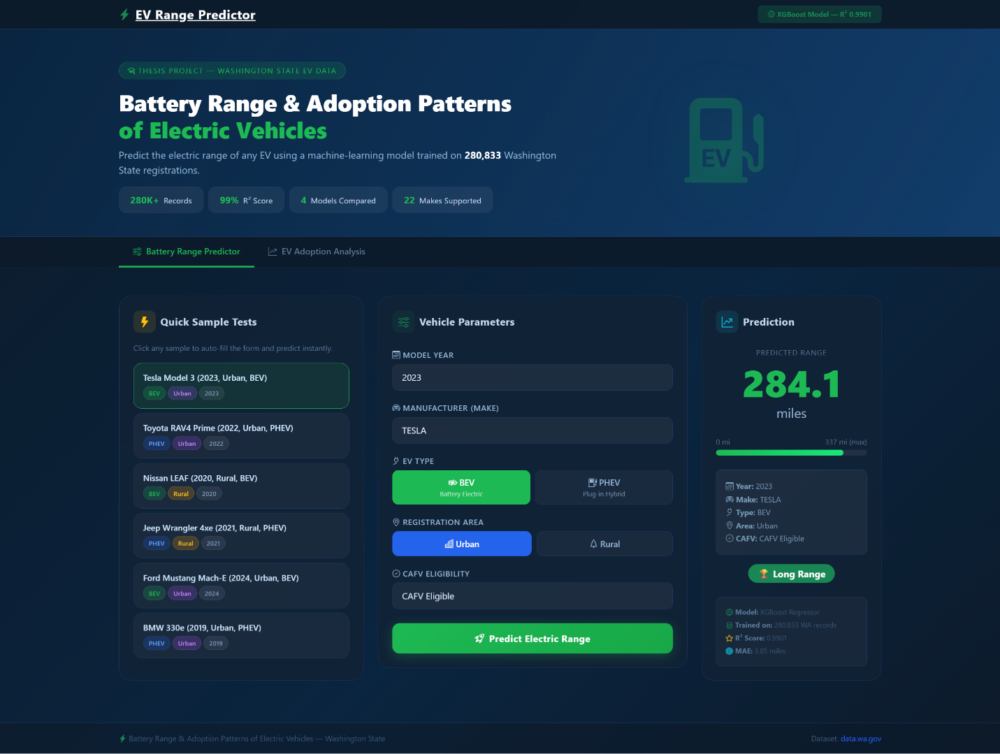 EV Range Predictor
XGBoost Model — R² 0.9901
THESIS PROJECT — WASHINGTON STATE EV DATA
Battery Range & Adoption Patterns
of Electric Vehicles
Predict the electric range of any EV using a machine-learning model trained on 280,833 Washington
State registrations.
280K+ Records
99% R² Score
4 Models Compared
22 Makes Supported
EV
Battery Range Predictor
EV Adoption Analysis
Quick Sample Tests
Click any sample to auto-fill the form and predict instantly.
Tesla Model 3 (2023, Urban, BEV)
BEV Urban 2023
Toyota RAV4 Prime (2022, Urban, PHEV)
PHEV Urban 2022
Nissan LEAF (2020, Rural, BEV)
BEV Rural 2020
Jeep Wrangler 4xe (2021, Rural, PHEV)
PHEV Rural 2021
Ford Mustang Mach-E (2024, Urban, BEV)
BEV Urban 2024
BMW 330e (2019, Urban, PHEV)
PHEV Urban 2019
Vehicle Parameters
MODEL YEAR
2023
MANUFACTURER (MAKE)
TESLA
EV TYPE
BEV
Battery Electric
PHEV
Plug-in Hybrid
REGISTRATION AREA
Urban
Rural
CAFV ELIGIBILITY
CAFV Eligible
Predict Electric Range
Prediction
PREDICTED RANGE
284.1
miles
0 mi
337 mi (max)
Year: 2023
Make: TESLA
Type: BEV
Area: Urban
CAFV: CAFV Eligible
Long Range
Model: XGBoost Regressor
Trained on: 280,833 WA records
R² Score: 0.9901
MAE: 3.85 miles
Battery Range & Adoption Patterns of Electric Vehicles — Washington State
Dataset: data.wa.gov